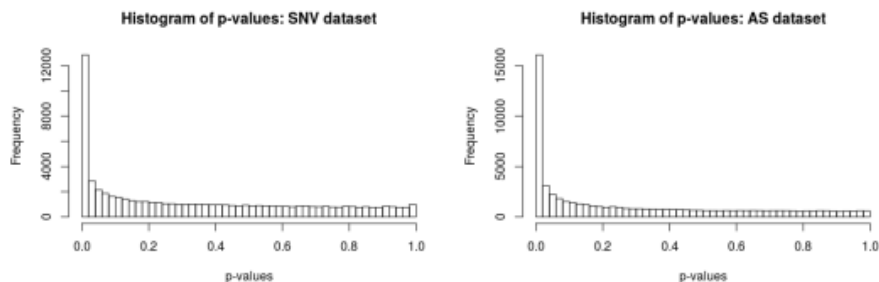 Histogram of p-values: SNV dataset
Frequency
12000
8000
4000
0
0.0 0.2 0.4 0.6 0.8 1.0
p-values
Histogram of p-values: AS dataset
Frequency
15000
10000
5000
0
0.0 0.2 0.4 0.6 0.8 1.0
p-values